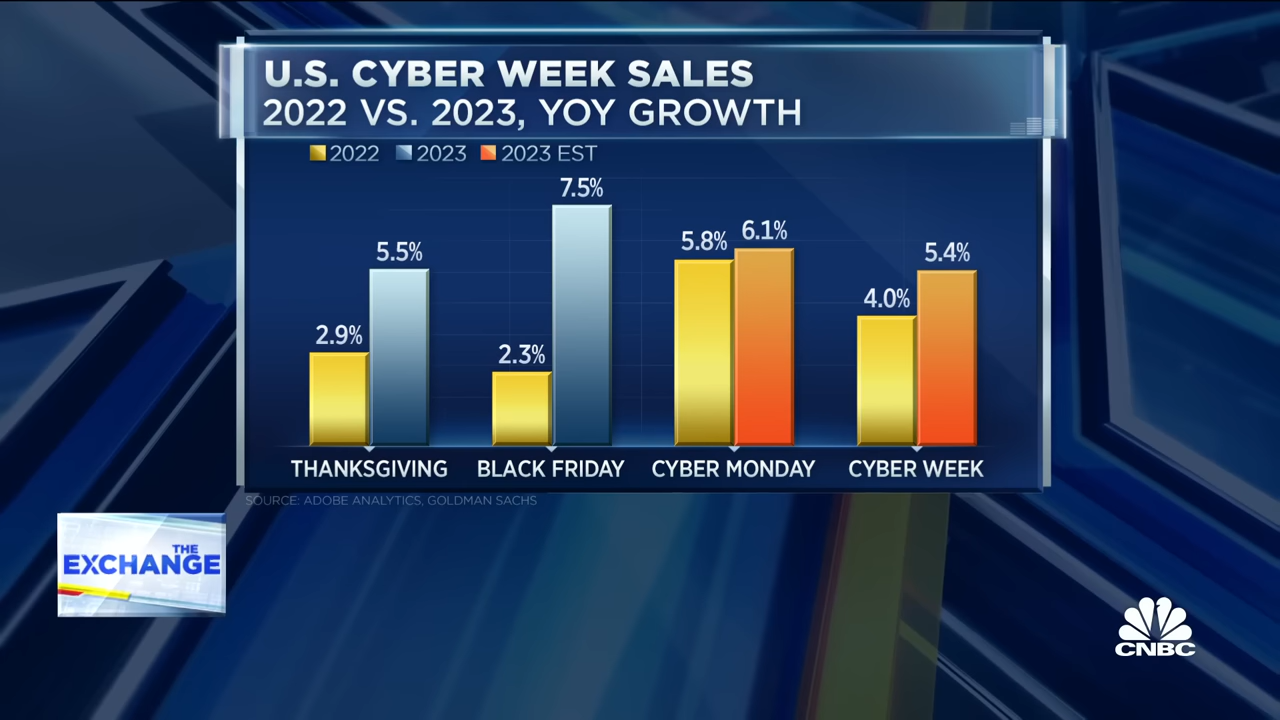 U.S. CYBER WEEK SALES
2022 VS. 2023, YOY GROWTH
2022 2023 2023 EST
2.9% 5.5% 2.3% 7.5% 5.8% 6.1% 4.0% 5.4%
THANKSGIVING BLACK FRIDAY CYBER MONDAY CYBER WEEK
SOURCE: ADOBE ANALYTICS, GOLDMAN SACHS
THE
EXCHANGE
CNBC